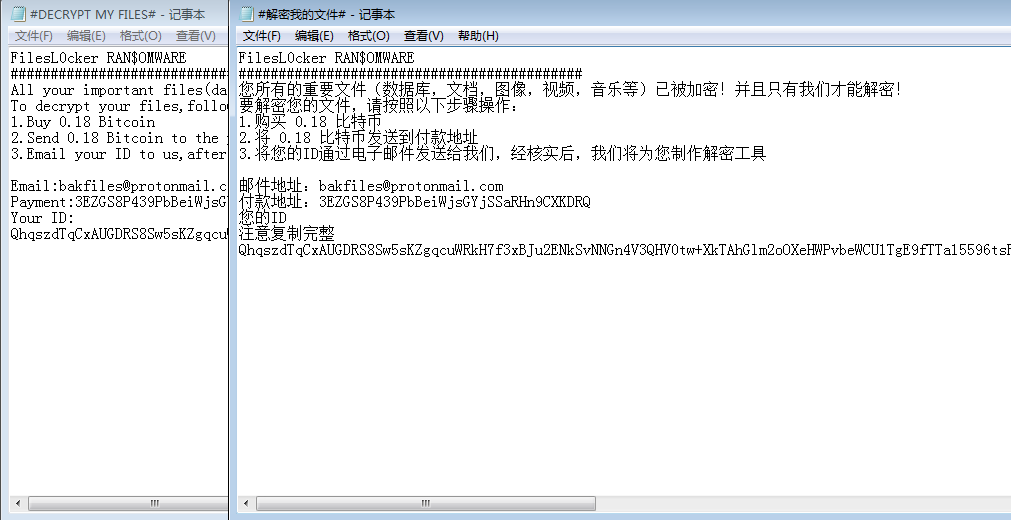 #DECRYPT MY FILES# - 记事本
文件(F) 编辑(E) 格式(O) 查看(V)
FilesL0cker RAN$OMWARE
############################
All your important files(da
To decrypt your files,follow
1.Buy 0.18 Bitcoin
2.Send 0.18 Bitcoin to the p
3.Email your ID to us,after
Email:bakfiles@protonmail.c
Payment:3EZGS8P439PbBeiWjsGY
Your ID:
QhqszdTqCxAUGDRS8Sw5sKZgqcuW
#解密我的文件# - 记事本
文件(F) 编辑(E) 格式(O) 查看(V) 帮助(H)
FilesL0cker RAN$OMWARE
###########################################
您所有的重要文件（数据库，文档，图像，视频，音乐等）已被加密！并且只有我们才能解密！
要解密您的文件，请按照以下步骤操作：
1.购买 0.18 比特币
2.将 0.18 比特币发送到付款地址
3.将您的ID通过电子邮件发送给我们，经核实后，我们将为您制作解密工具
邮件地址：bakfiles@protonmail.com
付款地址：3EZGS8P439PbBeiWjsGYjSSaRHn9CXKDRQ
您的ID
注意复制完整
QhqszdTqCxAUGDRS8Sw5sKZgqcuWRkH7f3xBJu2ENkSvNNGn4V3QHV0tw+XkTAhGlm2oOXeHWPvbeWCU1TgE9fTTal5596tsF